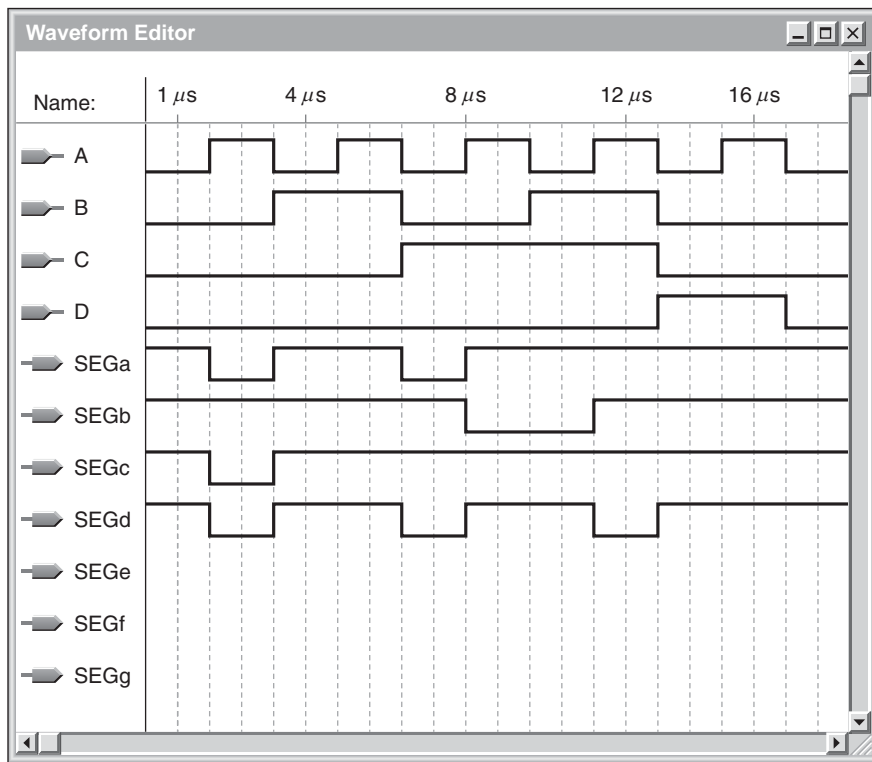 Waveform Editor
Name: 1 μs 4 μs 8 μs 12 μs 16 μs
A
B
C
D
SEGa
SEGb
SEGc
SEGd
SEGe
SEGf
SEGg